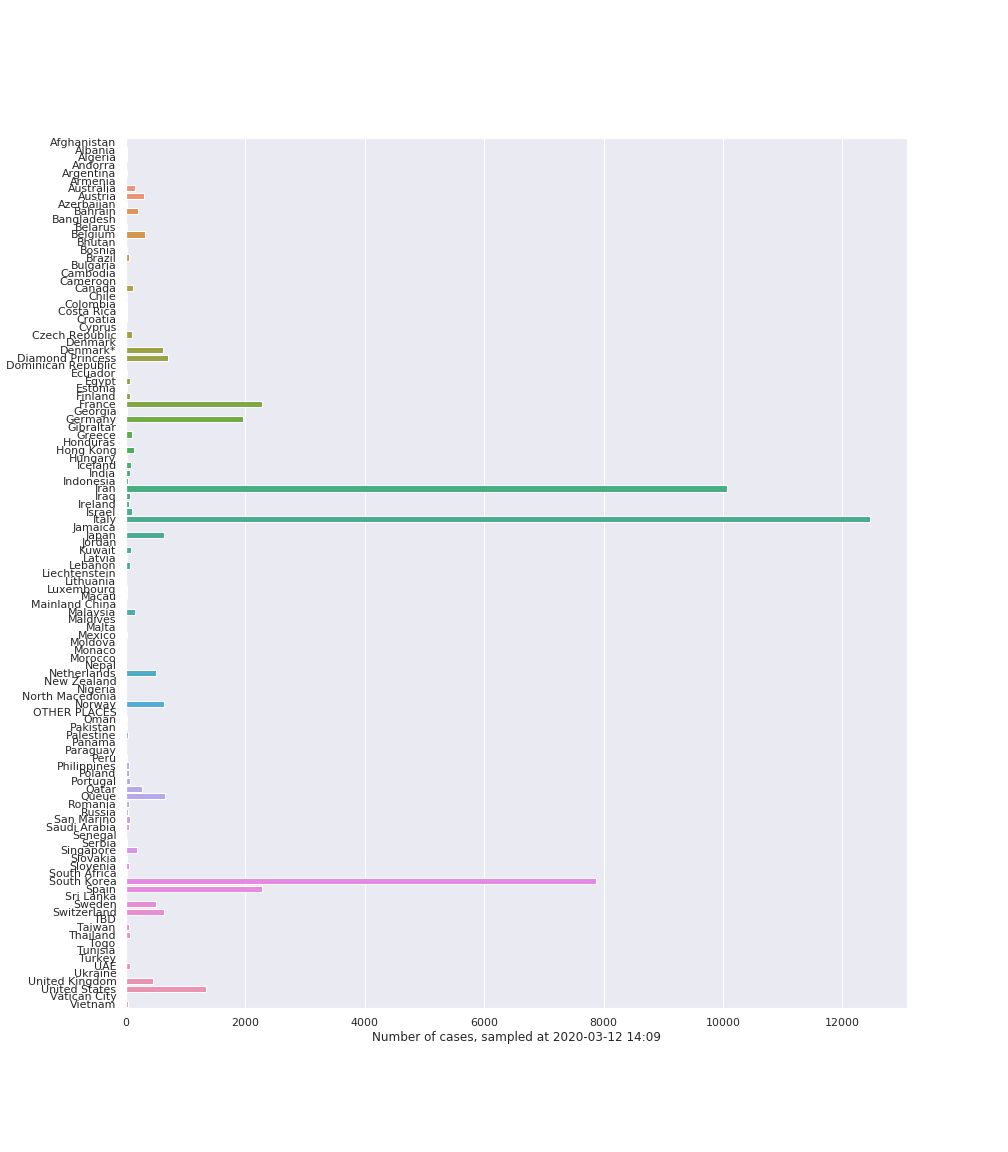 Afghanistan
Albania
Algeria
Andorra
Argentina
Armenia
Australia
Austria
Azerbaijan
Bahrain
Bangladesh
Belarus
Belgium
Bhutan
Bosnia
Brazil
Bulgaria
Cambodia
Cameroon
Canada
Chile
Colombia
Costa Rica
Croatia
Cyprus
Czech Republic
Denmark
Denmark*
Diamond Princess
Dominican Republic
Ecuador
Egypt
Estonia
Finland
France
Georgia
Germany
Gibraltar
Greece
Honduras
Hong Kong
Hungary
Iceland
India
Indonesia
Iran
Iraq
Ireland
Israel
Italy
Jamaica
Japan
Jordan
Kuwait
Latvia
Lebanon
Liechtenstein
Lithuania
Luxembourg
Macau
Mainland China
Malaysia
Maldives
Malta
Mexico
Moldova
Monaco
Morocco
Nepal
Netherlands
New Zealand
Nigeria
North Macedonia
Norway
OTHER PLACES
Oman
Pakistan
Palestine
Panama
Paraguay
Peru
Philippines
Poland
Portugal
Qatar
Queue
Romania
Russia
San Marino
Saudi Arabia
Senegal
Serbia
Singapore
Slovakia
Slovenia
South Africa
South Korea
Spain
Sri Lanka
Sweden
Switzerland
TBD
Taiwan
Thailand
Togo
Tunisia
Turkey
UAE
Ukraine
United Kingdom
United States
Vatican City
Vietnam
0 2000 4000 6000 8000 10000 12000
Number of cases, sampled at 2020-03-12 14:09